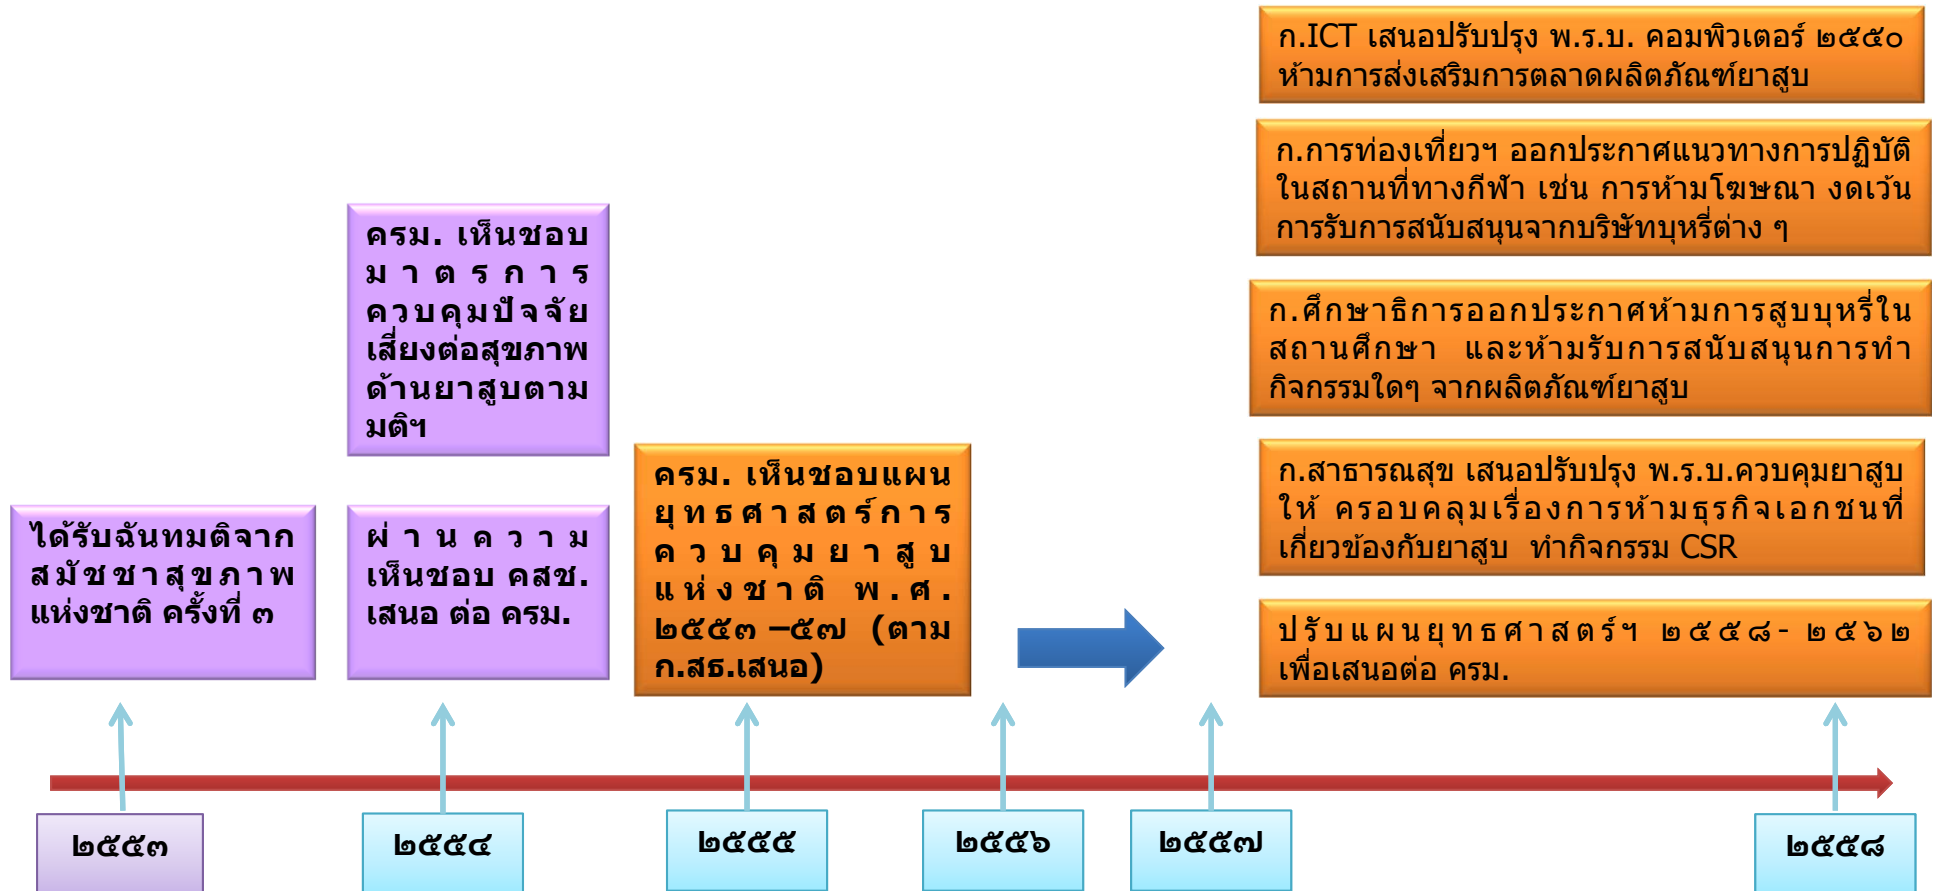 ก.ICT เสนอปรับปรุง พ.ร.บ. คอมพิวเตอร์ ๒๕๕๐
ห้ามการส่งเสริมการตลาดผลิตภัณฑ์ยาสูบ
ก.การท่องเที่ยวฯ ออกประกาศแนวทางการปฏิบัติ
ในสถานที่ทางกีฬา เช่น การห้ามโฆษณา งดเว้น
การรับการสนับสนุนจากบริษัทบุหรี่ต่าง ๆ
ก.ศึกษาธิการออกประกาศห้ามการสูบบุหรี่ใน
สถานศึกษา และห้ามรับการสนับสนุนการทำ
กิจกรรมใดๆ จากผลิตภัณฑ์ยาสูบ
ก.สาธารณสุข เสนอปรับปรุง พ.ร.บ.ควบคุมยาสูบ
ให้ ครอบคลุมเรื่องการห้ามธุรกิจเอกชนที่
เกี่ยวข้องกับยาสูบ ทำกิจกรรม CSR
ปรับแผนยุทธศาสตร์ฯ ๒๕๕๘- ๒๕๖๒
เพื่อเสนอต่อ ครม.
ครม. เห็นชอบ
มาตรการ
ควบคุมปัจจัย
เสี่ยงต่อสุขภาพ
ด้านยาสูบตาม
มติฯ
ได้รับฉันทมติจาก
สมัชชาสุขภาพ
แห่งชาติ ครั้งที่ ๓
ผ่านความ
เห็นชอบ คสช.
เสนอ ต่อ ครม.
ครม. เห็นชอบแผน
ยุทธศาสตร์การ
ควบคุมยาสูบ
แห่งชาติ พ.ศ.
๒๕๕๓ –๕๗ (ตาม
ก.สธ.เสนอ)
๒๕๕๓
๒๕๕๔
๒๕๕๕
๒๕๕๖
๒๕๕๗
๒๕๕๘